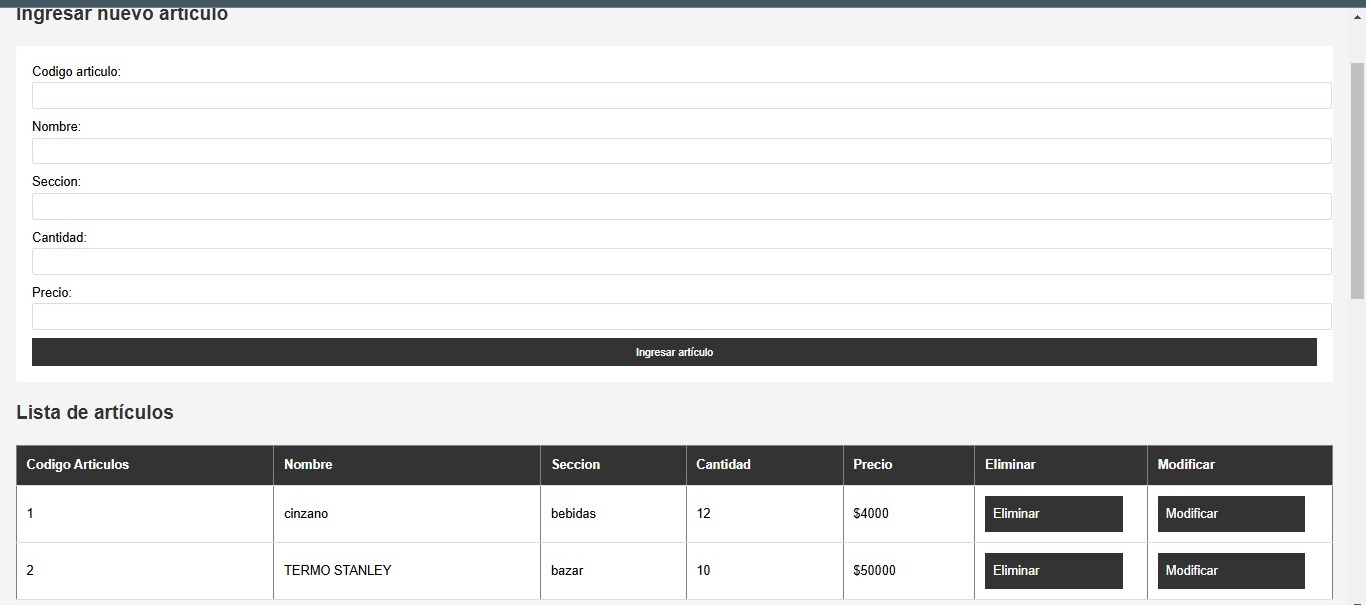 Ingresar nuevo artículo
Codigo articulo:
Nombre:
Seccion:
Cantidad:
Precio:
Ingresar artículo
Lista de artículos
Codigo Articulos Nombre Seccion Cantidad Precio Eliminar Modificar
1 cinzano bebidas 12 $4000 Eliminar Modificar
2 TERMO STANLEY bazar 10 $50000 Eliminar Modificar